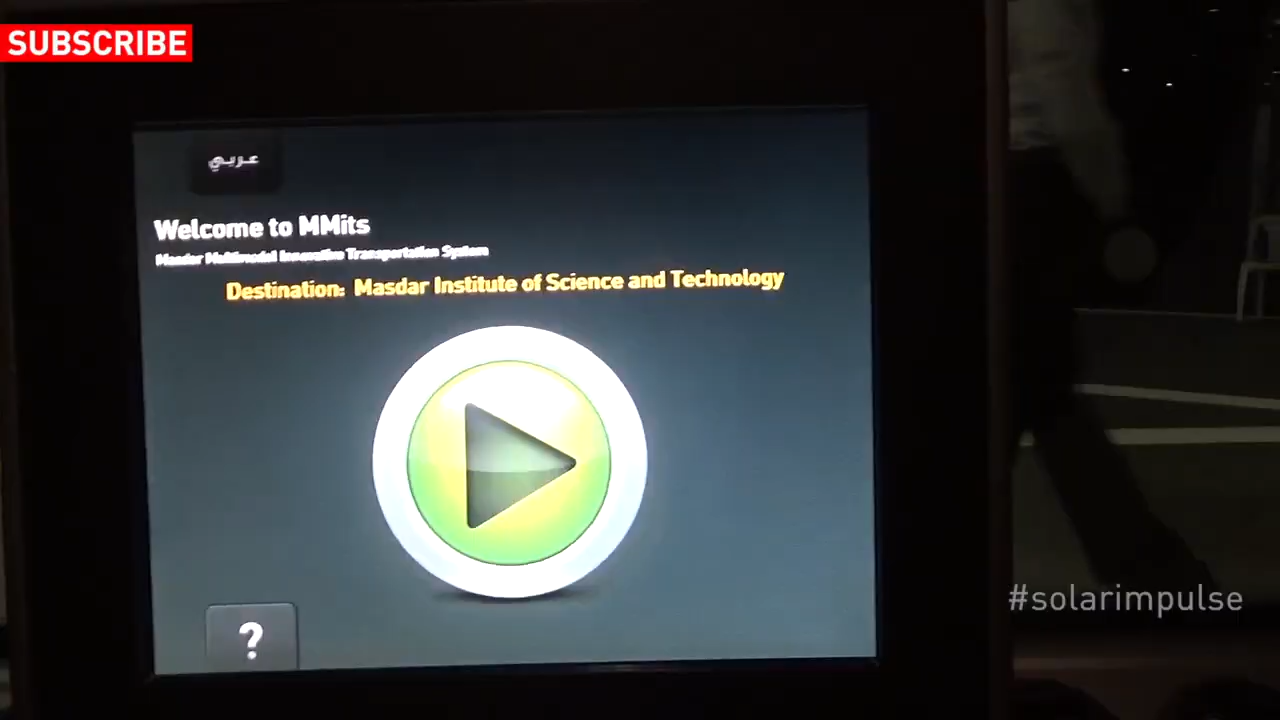 SUBSCRIBE
عربي
Welcome to MMits
Masdar Multimodal Innovative Transportation System
Destination: Masdar Institute of Science and Technology
?
#solarimpulse